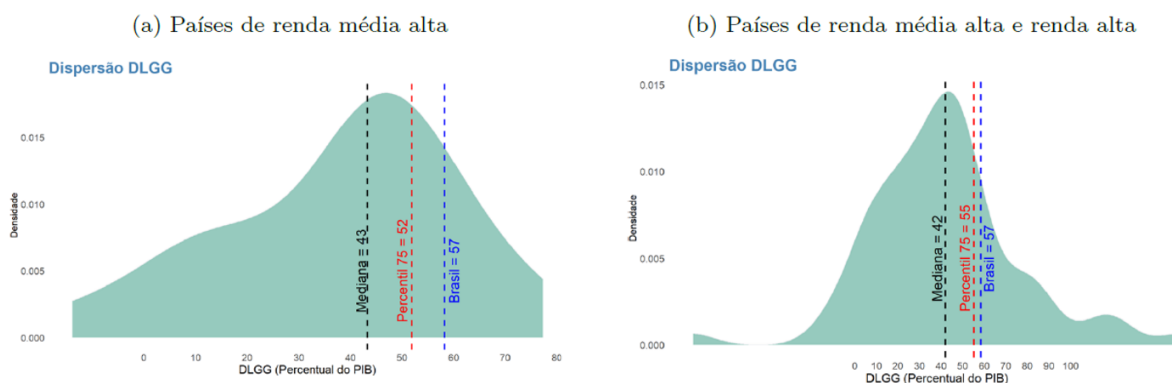 (a) Países de renda média alta
Dispersão DLGG
Densidade
0.015
0.010
0.005
0.000
Mediana = 43
Percentil 75 = 52
Brasil = 57
0 10 20 30 40 50 60 70 80
DLGG (Percentual do PIB)
(b) Países de renda média alta e renda alta
Dispersão DLGG
Densidade
0.015
0.010
0.005
0.000
Mediana = 42
Percentil 75 = 55
Brasil = 57
0 10 20 30 40 50 60 70 80 90 100
DLGG (Percentual do PIB)